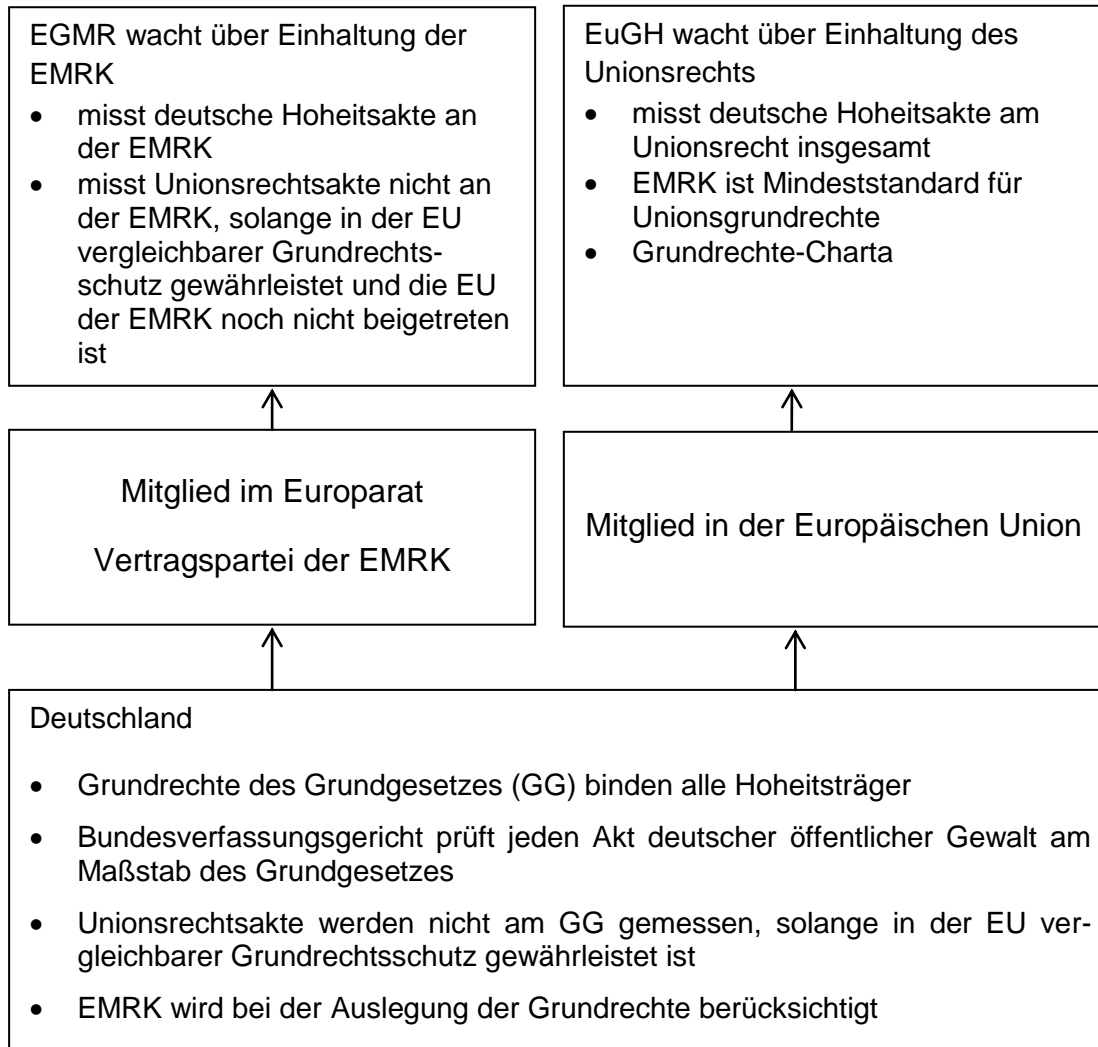 EGMR wacht über Einhaltung der
EMRK
• misst deutsche Hoheitsakte an
der EMRK
• misst Unionsrechtsakte nicht an
der EMRK, solange in der EU
vergleichbarer Grundrechts-
schutz gewährleistet und die EU
der EMRK noch nicht beigetreten
ist
EuGH wacht über Einhaltung des
Unionsrechts
• misst deutsche Hoheitsakte am
Unionsrecht insgesamt
• EMRK ist Mindeststandard für
Unionsgrundrechte
• Grundrechte-Charta
Mitglied im Europarat
Vertragspartei der EMRK
Mitglied in der Europäischen Union
Deutschland
• Grundrechte des Grundgesetzes (GG) binden alle Hoheitsträger
• Bundesverfassungsgericht prüft jeden Akt deutscher öffentlicher Gewalt am
Maßstab des Grundgesetzes
• Unionsrechtsakte werden nicht am GG gemessen, solange in der EU ver-
gleichbarer Grundrechtsschutz gewährleistet ist
• EMRK wird bei der Auslegung der Grundrechte berücksichtigt